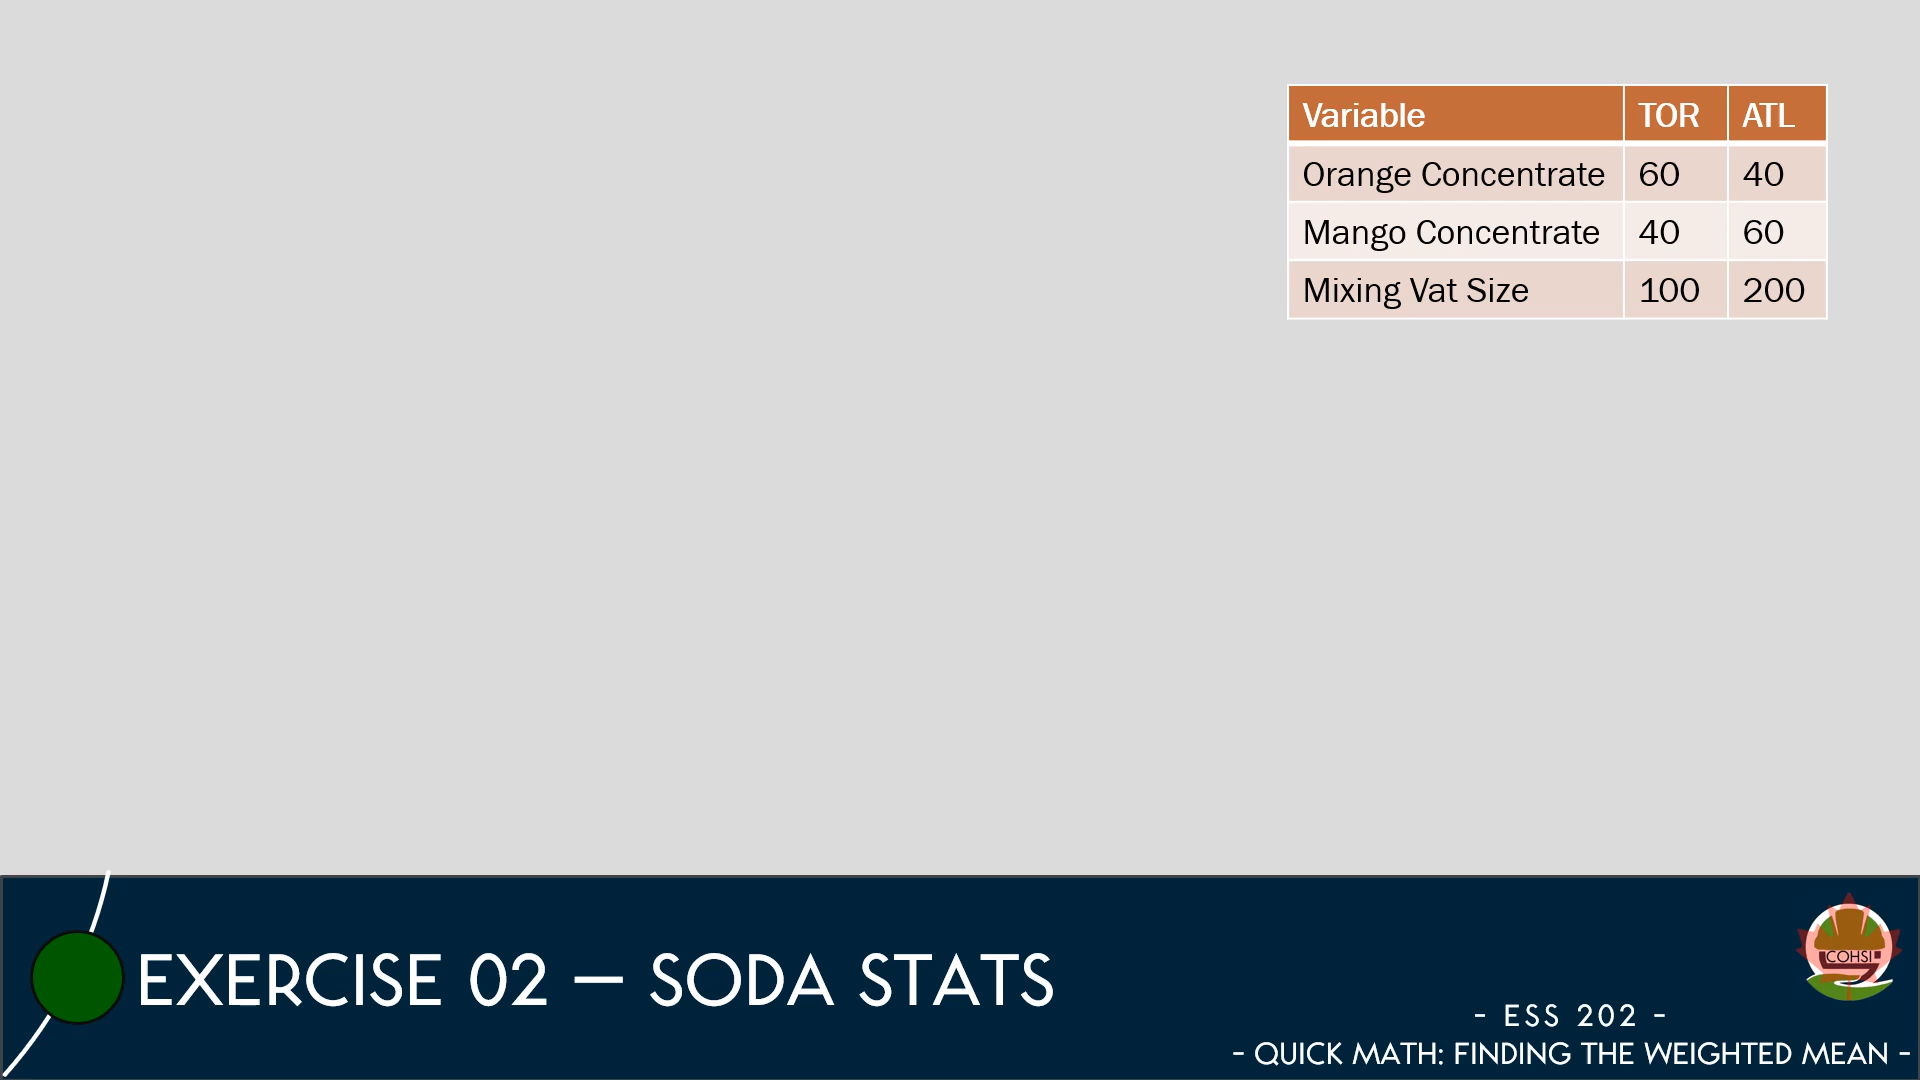 Variable TOR ATL
Orange Concentrate 60 40
Mango Concentrate 40 60
Mixing Vat Size 100 200
EXERCISE 02 – SODA STATS
COHSI
- ESS 202 -
- QUICK MATH: FINDING THE WEIGHTED MEAN -